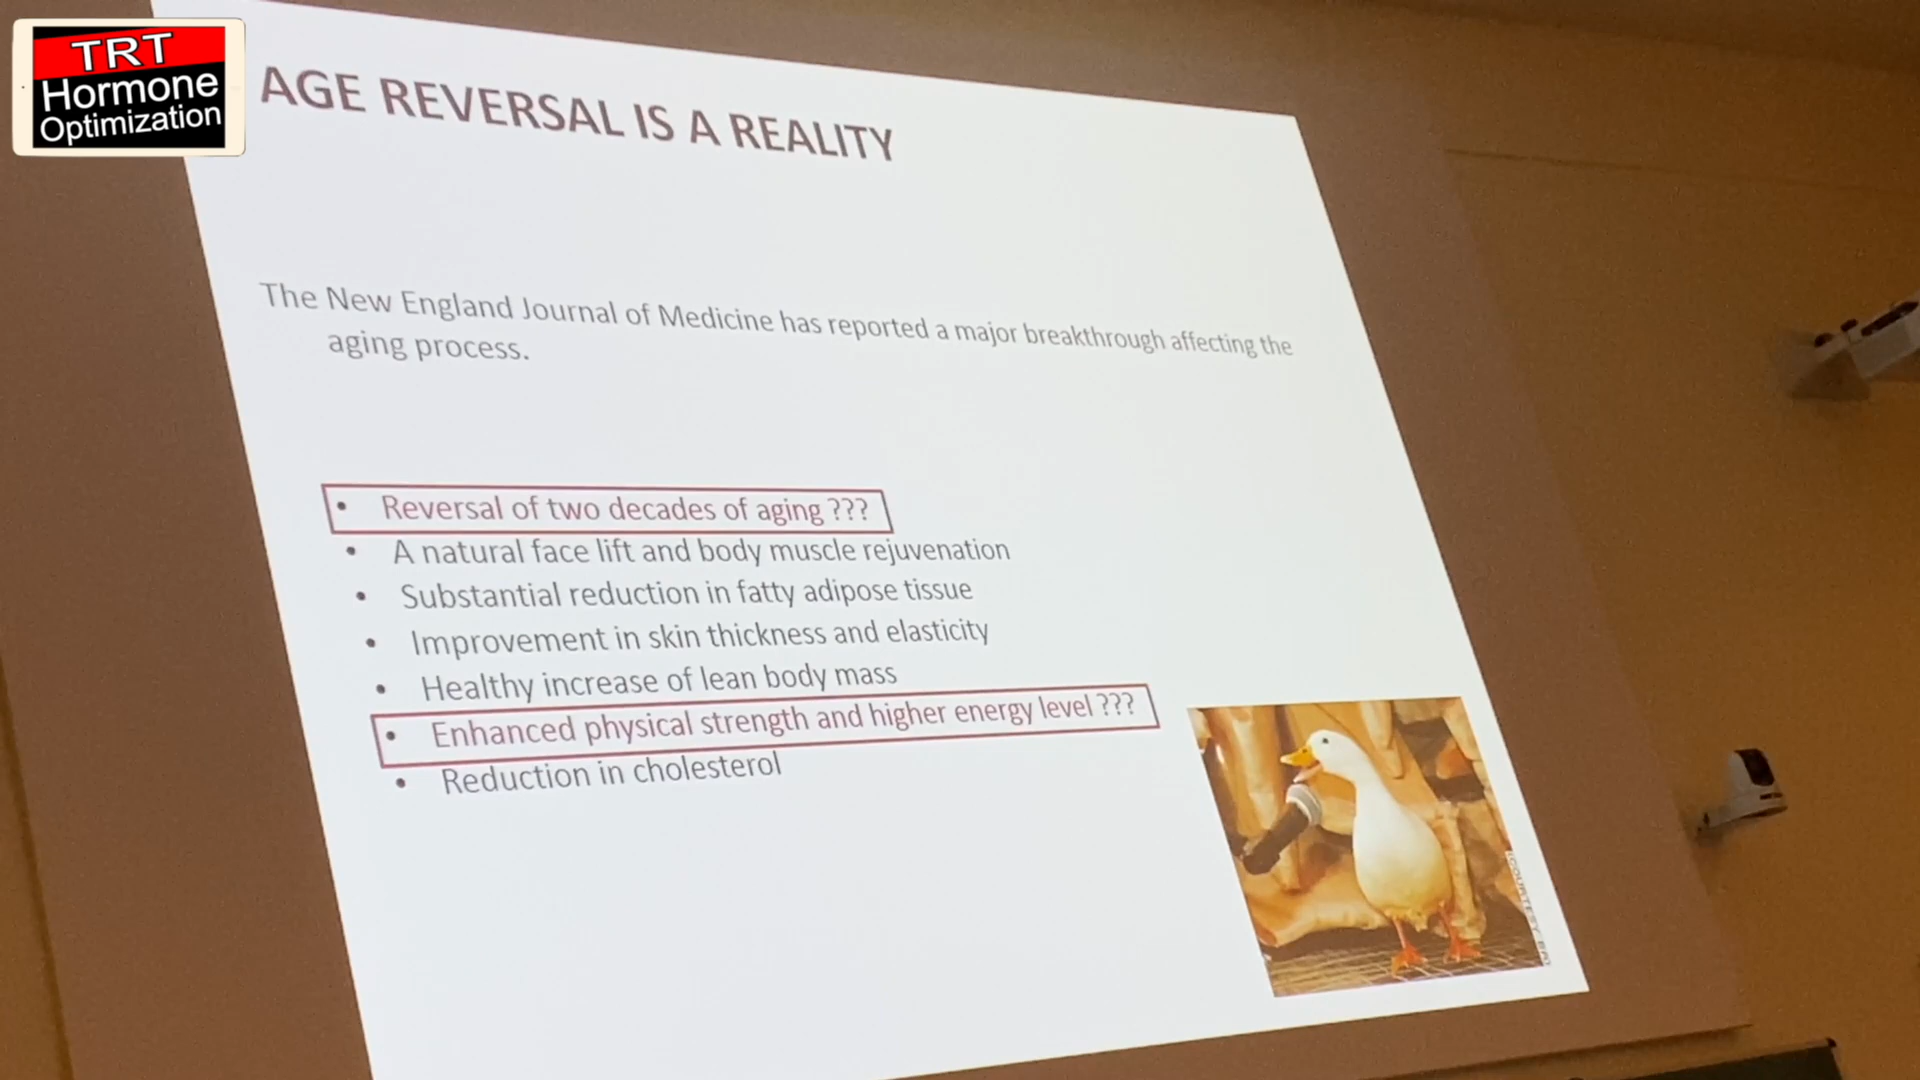 TRT
Hormone
Optimization
AGE REVERSAL IS A REALITY
The New England Journal of Medicine has reported a major breakthrough affecting the
aging process.
• Reversal of two decades of aging ???
• A natural face lift and body muscle rejuvenation
• Substantial reduction in fatty adipose tissue
• Improvement in skin thickness and elasticity
• Healthy increase of lean body mass
• Enhanced physical strength and higher energy level ???
• Reduction in cholesterol